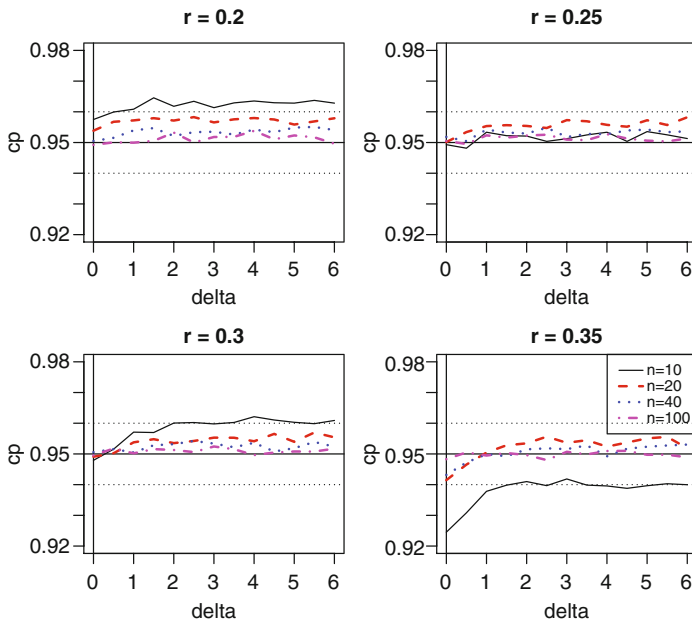 r = 0.2
0.98
0.95
0.92
cp
0 1 2 3 4 5 6
delta
r = 0.25
0.98
0.95
0.92
cp
0 1 2 3 4 5 6
delta
r = 0.3
0.98
0.95
0.92
cp
0 1 2 3 4 5 6
delta
r = 0.35
0.98
0.95
0.92
cp
n=10
n=20
n=40
n=100
0 1 2 3 4 5 6
delta